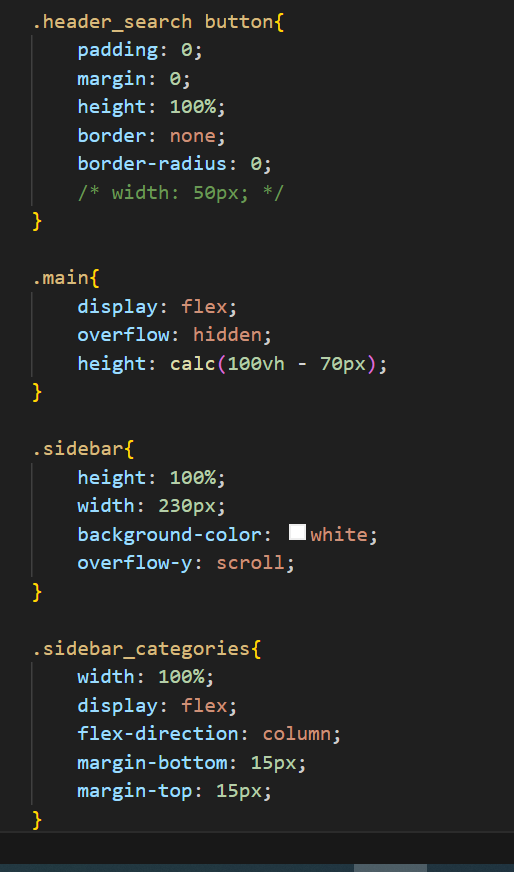 .header_search button{
padding: 0;
margin: 0;
height: 100%;
border: none;
border-radius: 0;
/* width: 50px; */
}
.main{
display: flex;
overflow: hidden;
height: calc(100vh - 70px);
}
.sidebar{
height: 100%;
width: 230px;
background-color: white;
overflow-y: scroll;
}
.sidebar_categories{
width: 100%;
display: flex;
flex-direction: column;
margin-bottom: 15px;
margin-top: 15px;
}